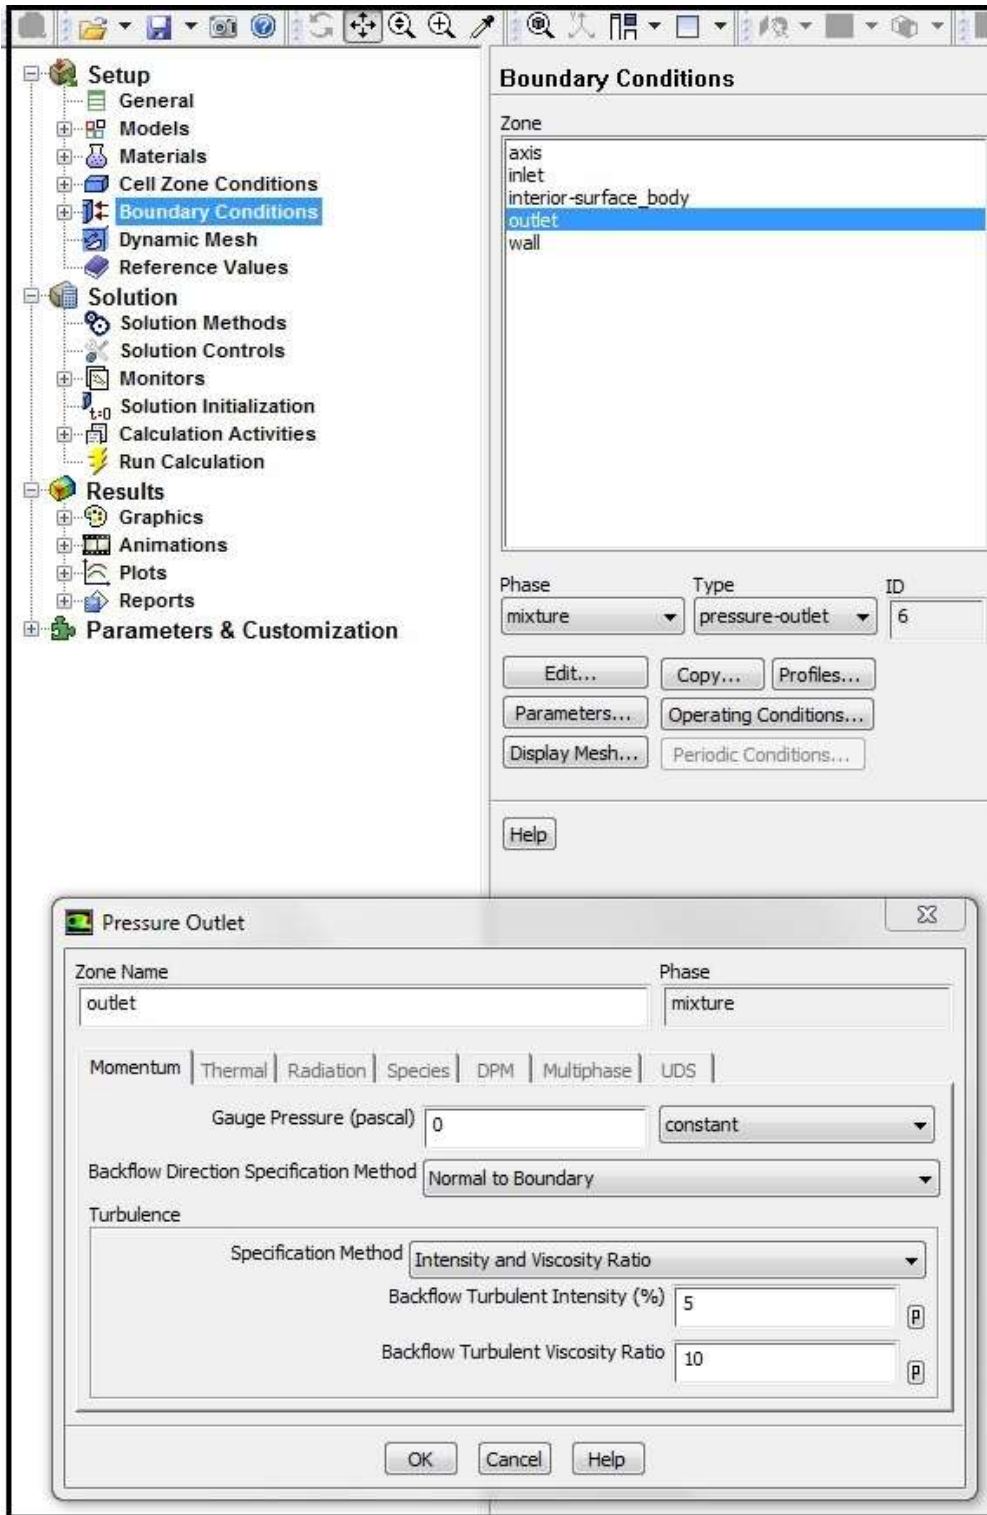 Setup
General
Models
Materials
Cell Zone Conditions
Boundary Conditions
Dynamic Mesh
Reference Values
Solution
Solution Methods
Solution Controls
Monitors
t=0 Solution Initialization
Calculation Activities
Run Calculation
Results
Graphics
Animations
Plots
Reports
Parameters & Customization
Boundary Conditions
Zone
axis
inlet
interior-surface_body
outlet
wall
Phase Type ID
mixture pressure-outlet 6
Edit... Copy... Profiles...
Parameters... Operating Conditions...
Display Mesh... Periodic Conditions...
Help
Pressure Outlet
Zone Name Phase
outlet mixture
Momentum Thermal Radiation Species DPM Multiphase UDS
Gauge Pressure (pascal) 0 constant
Backflow Direction Specification Method Normal to Boundary
Turbulence
Specification Method Intensity and Viscosity Ratio
Backflow Turbulent Intensity (%) 5 P
Backflow Turbulent Viscosity Ratio 10 P
OK Cancel Help